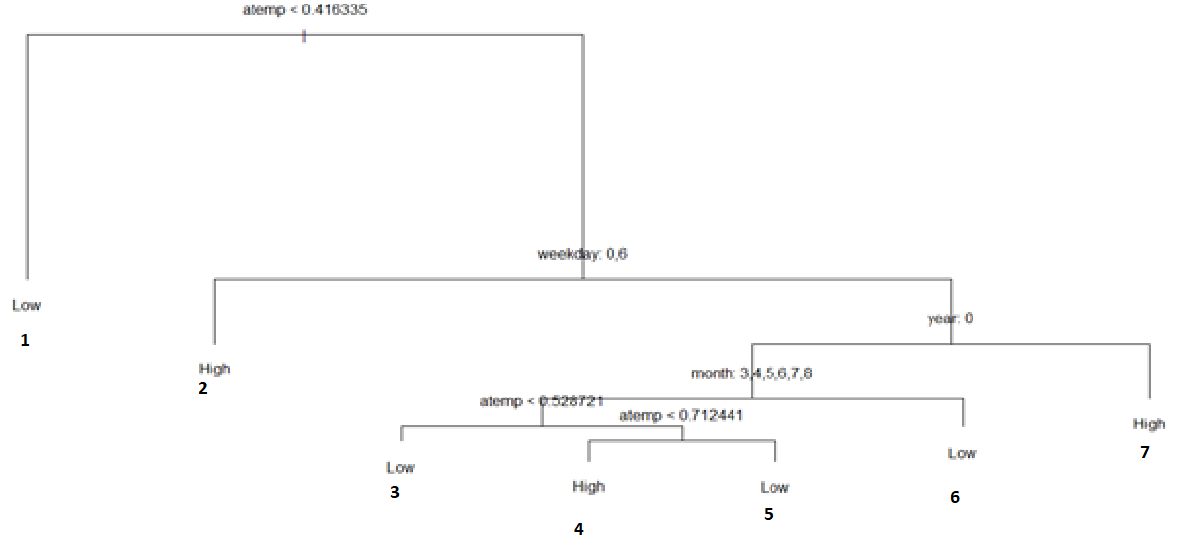 atemp < 0.416335
weekday: 0,6
Low
1
year: 0
High
2
month: 3,4,5,6,7,8
atemp < 0.528721
atemp < 0.712441
High
7
Low
3
Low
6
High
4
Low
5